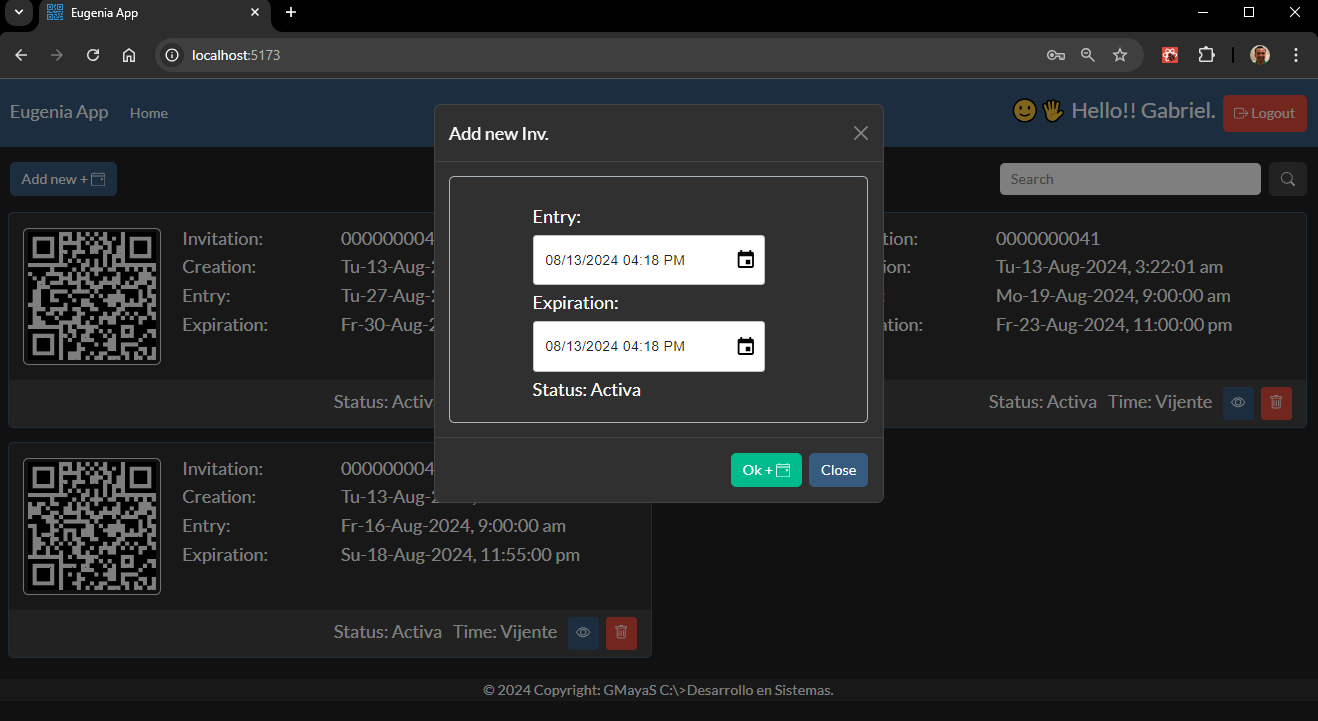 Eugenia App
localhost:5173
Eugenia App Home
Hello!! Gabriel. Logout
Add new +
Search
Add new Inv.
Entry:
08/13/2024 04:18 PM
Expiration:
08/13/2024 04:18 PM
Status: Activa
Ok + Close
Invitation: 000000004
Creation: Tu-13-Aug-2
Entry: Tu-27-Aug-2
Expiration: Fr-30-Aug-2
Status: Activ
tion: 0000000041
ion: Tu-13-Aug-2024, 3:22:01 am
: Mo-19-Aug-2024, 9:00:00 am
ation: Fr-23-Aug-2024, 11:00:00 pm
Status: Activa Time: Vijente
Invitation: 000000004
Creation: Tu-13-Aug-2
Entry: Fr-16-Aug-2024, 9:00:00 am
Expiration: Su-18-Aug-2024, 11:55:00 pm
Status: Activa Time: Vijente
© 2024 Copyright: GMayaS C:\>Desarrollo en Sistemas.